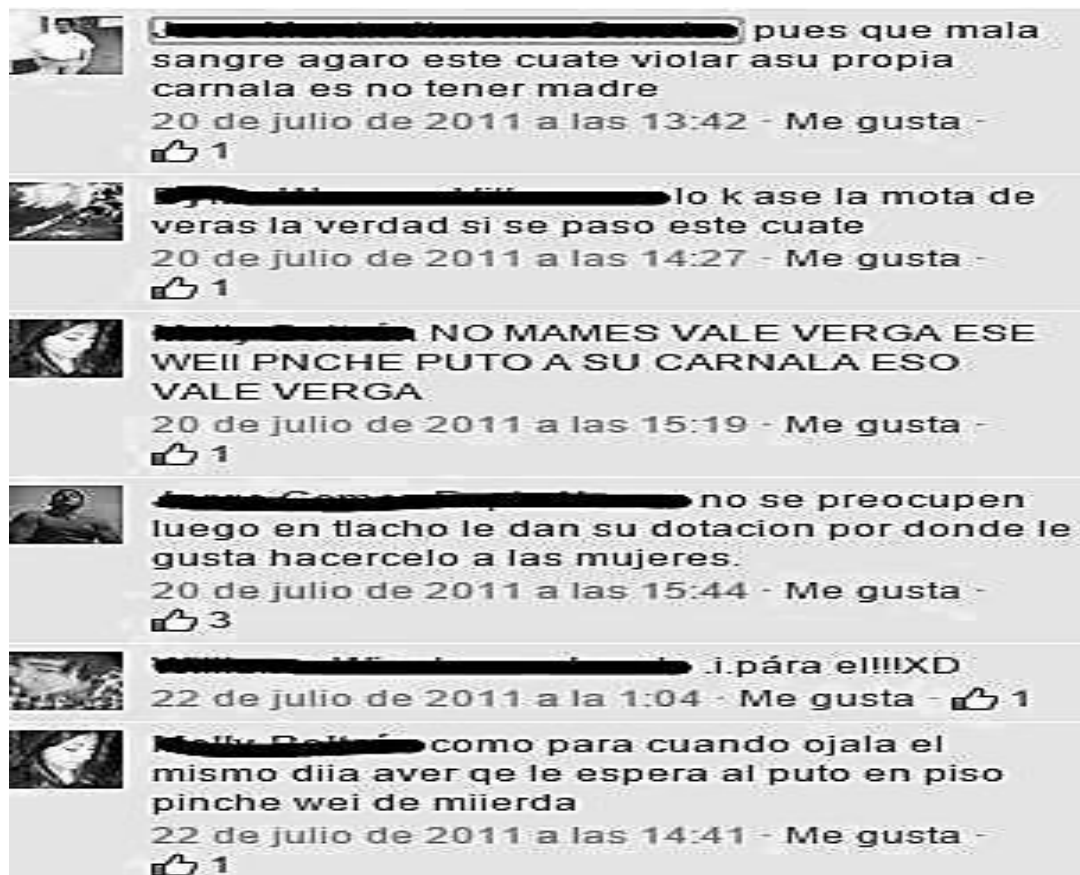 pues que mala
sangre agaro este cuate violar asu propia
carnala es no tener madre
20 de julio de 2011 a las 13:42 · Me gusta ·
1
lo k ase la mota de
veras la verdad si se paso este cuate
20 de julio de 2011 a las 14:27 · Me gusta ·
1
NO MAMES VALE VERGA ESE
WEII PNCHE PUTO A SU CARNALA ESO
VALE VERGA
20 de julio de 2011 a las 15:19 · Me gusta ·
1
no se preocupen
luego en tlacho le dan su dotacion por donde le
gusta hacercelo a las mujeres.
20 de julio de 2011 a las 15:44 · Me gusta ·
3
.i.pára el!!!!XD
22 de julio de 2011 a la 1:04 · Me gusta · 1
como para cuando ojala el
mismo diia aver qe le espera al puto en piso
pinche wei de miierda
22 de julio de 2011 a las 14:41 · Me gusta ·
1